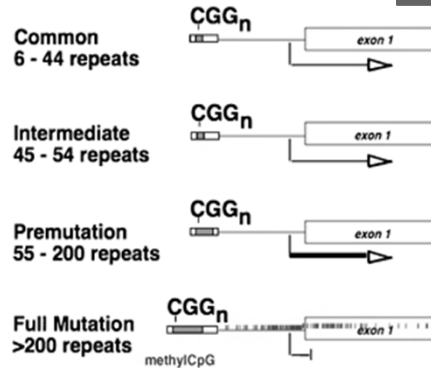 CGGn
Common
6 - 44 repeats
exon 1
CGGn
Intermediate
45 - 54 repeats
exon 1
CGGn
Premutation
55 - 200 repeats
exon 1
CGGn
Full Mutation
>200 repeats
exon 1
methylCpG